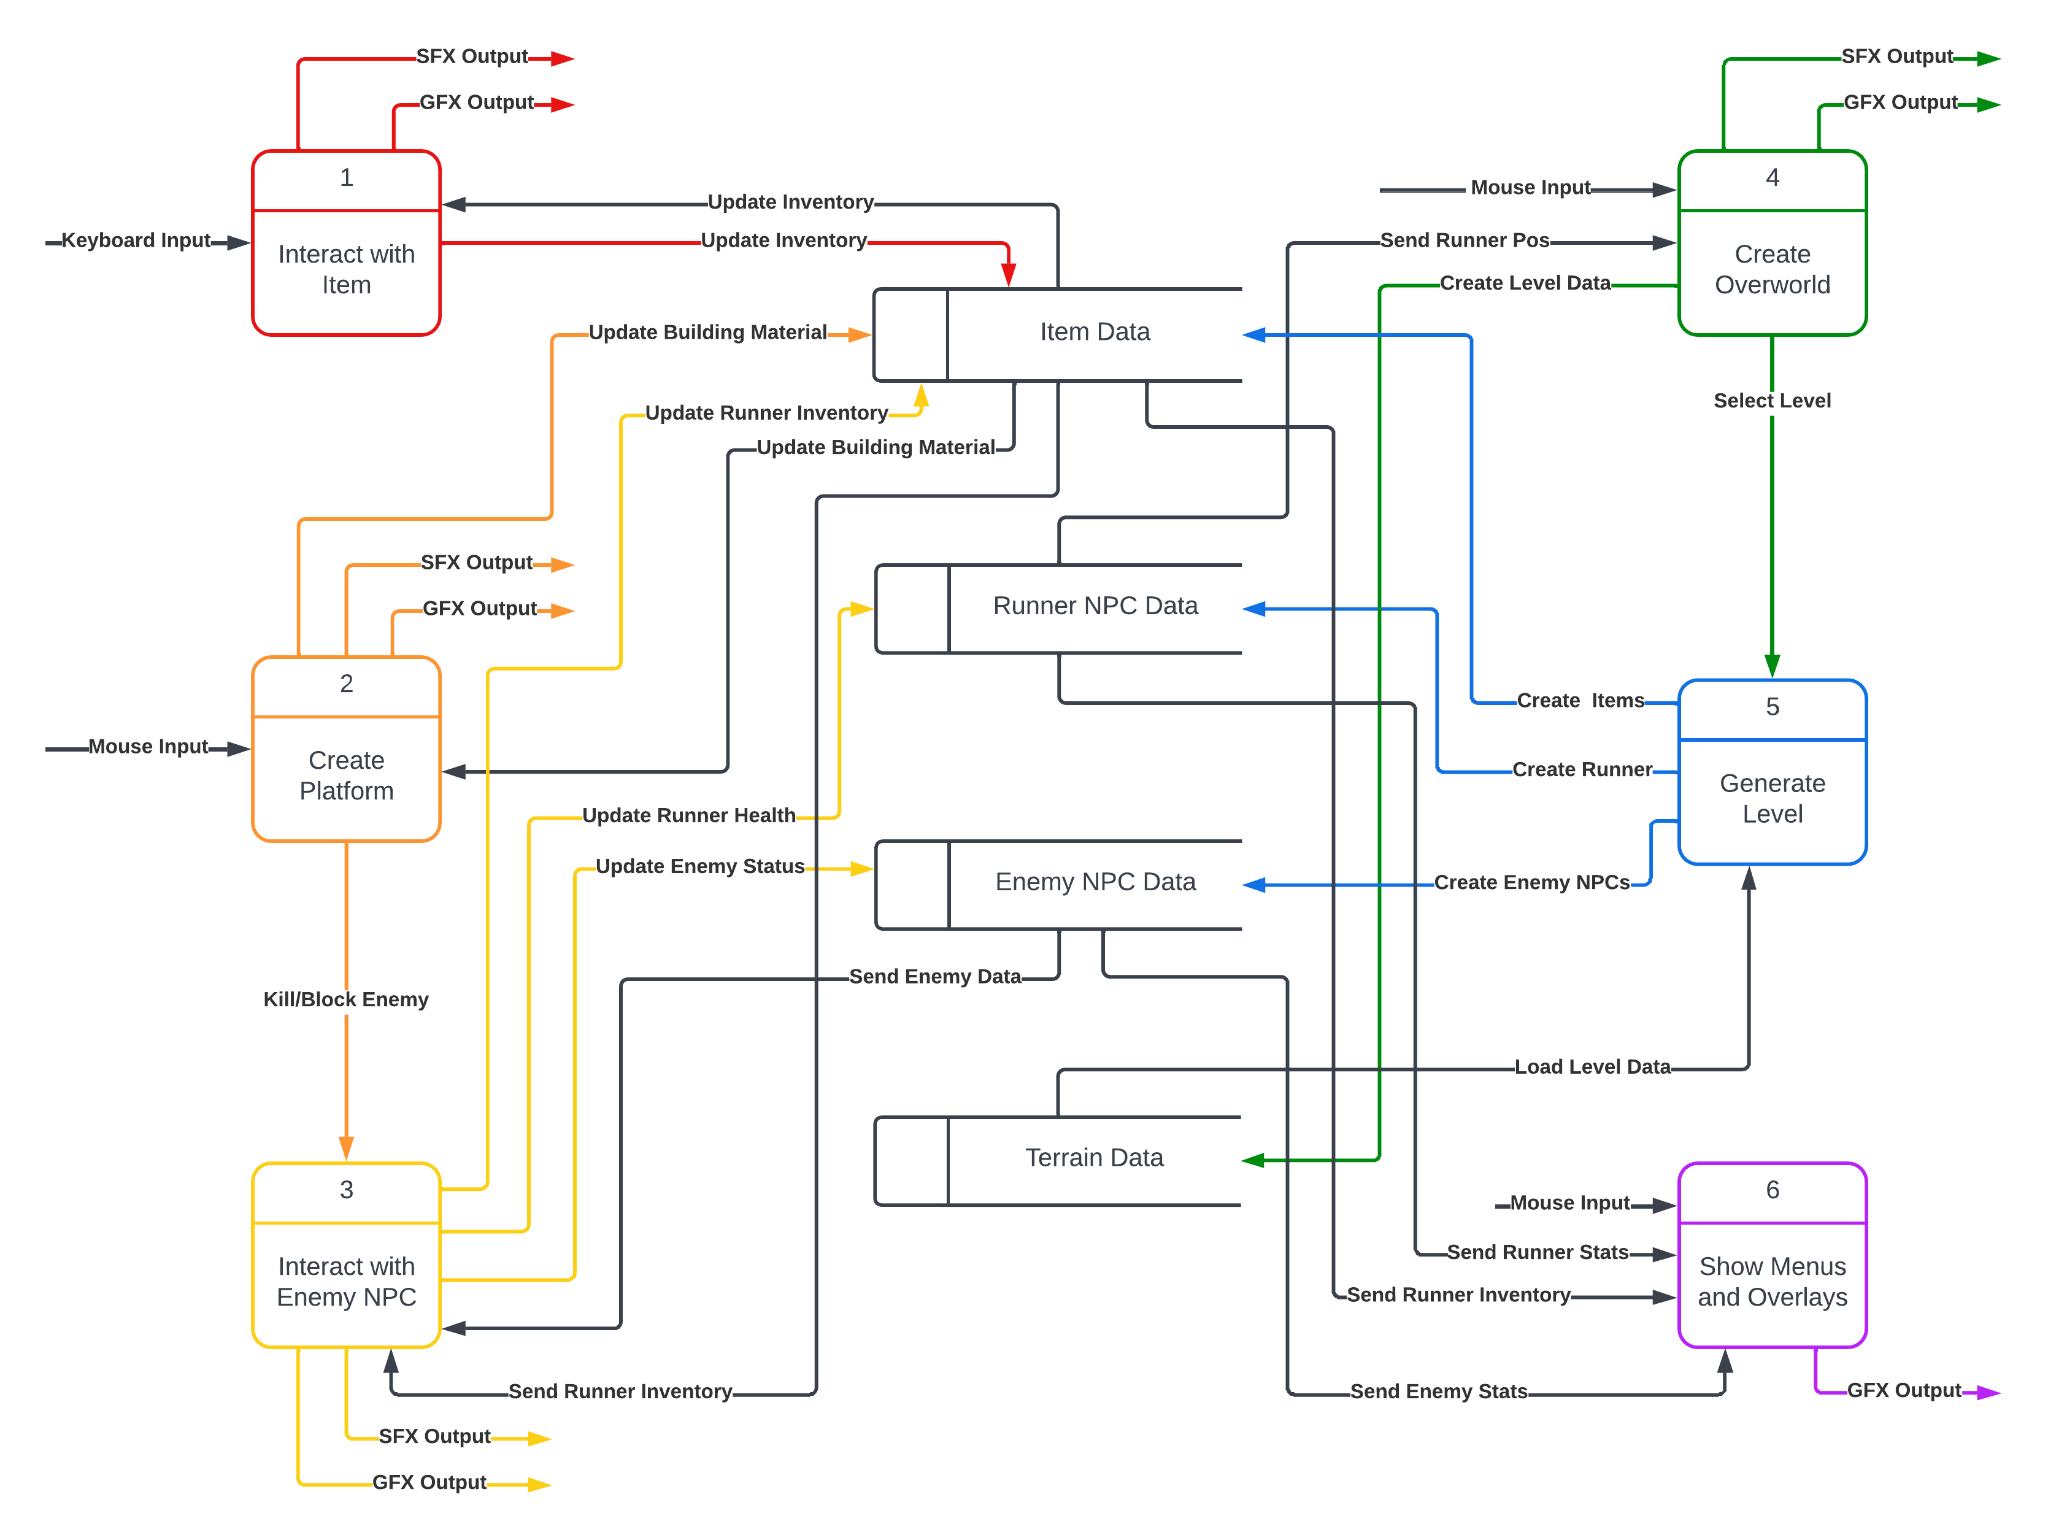 SFX Output
SFX Output
GFX Output
GFX Output
1
4
Mouse Input
Update Inventory
Keyboard Input
Update Inventory
Send Runner Pos
Interact with
Item
Create
Overworld
Create Level Data
Update Building Material
Item Data
Select Level
Update Runner Inventory
Update Building Material
SFX Output
GFX Output
Runner NPC Data
2
Create  Items
5
Mouse Input
Create
Platform
Create Runner
Generate
Level
Update Runner Health
Update Enemy Status
Enemy NPC Data
Create Enemy NPCs
Send Enemy Data
Kill/Block Enemy
Load Level Data
Terrain Data
3
6
Mouse Input
Interact with
Enemy NPC
Send Runner Stats
Show Menus
and Overlays
Send Runner Inventory
Send Runner Inventory
Send Enemy Stats
GFX Output
SFX Output
GFX Output